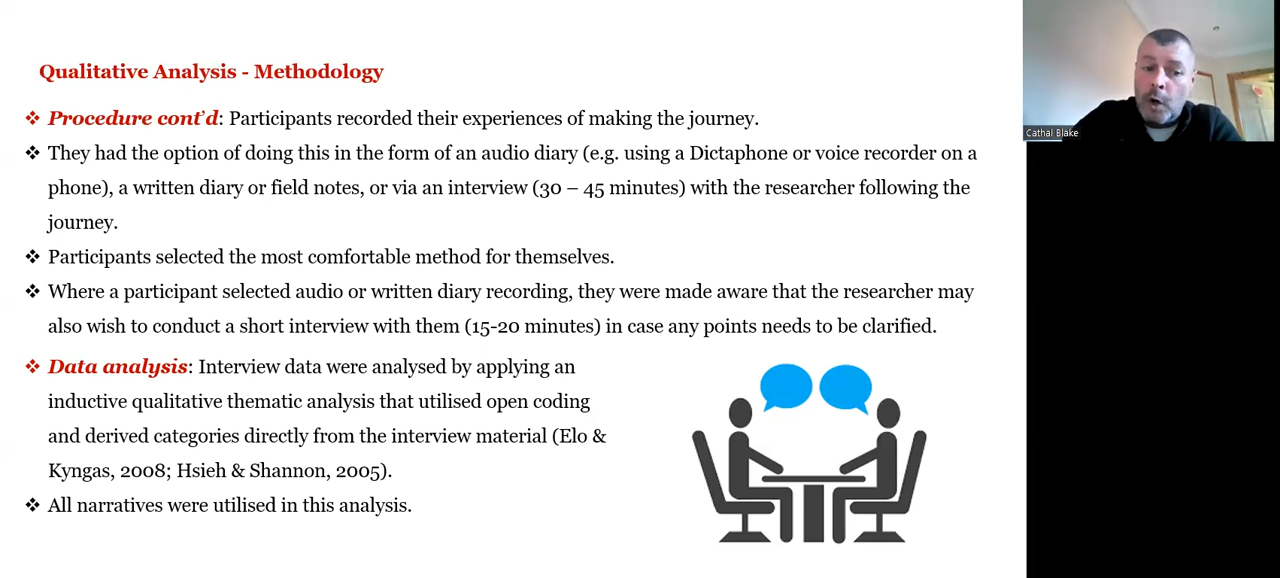 Qualitative Analysis - Methodology
❖ Procedure cont'd: Participants recorded their experiences of making the journey.
❖ They had the option of doing this in the form of an audio diary (e.g. using a Dictaphone or voice recorder on a
phone), a written diary or field notes, or via an interview (30 – 45 minutes) with the researcher following the
journey.
❖ Participants selected the most comfortable method for themselves.
❖ Where a participant selected audio or written diary recording, they were made aware that the researcher may
also wish to conduct a short interview with them (15-20 minutes) in case any points needs to be clarified.
❖ Data analysis: Interview data were analysed by applying an
inductive qualitative thematic analysis that utilised open coding
and derived categories directly from the interview material (Elo &
Kyngas, 2008; Hsieh & Shannon, 2005).
❖ All narratives were utilised in this analysis.
Cathal Blake